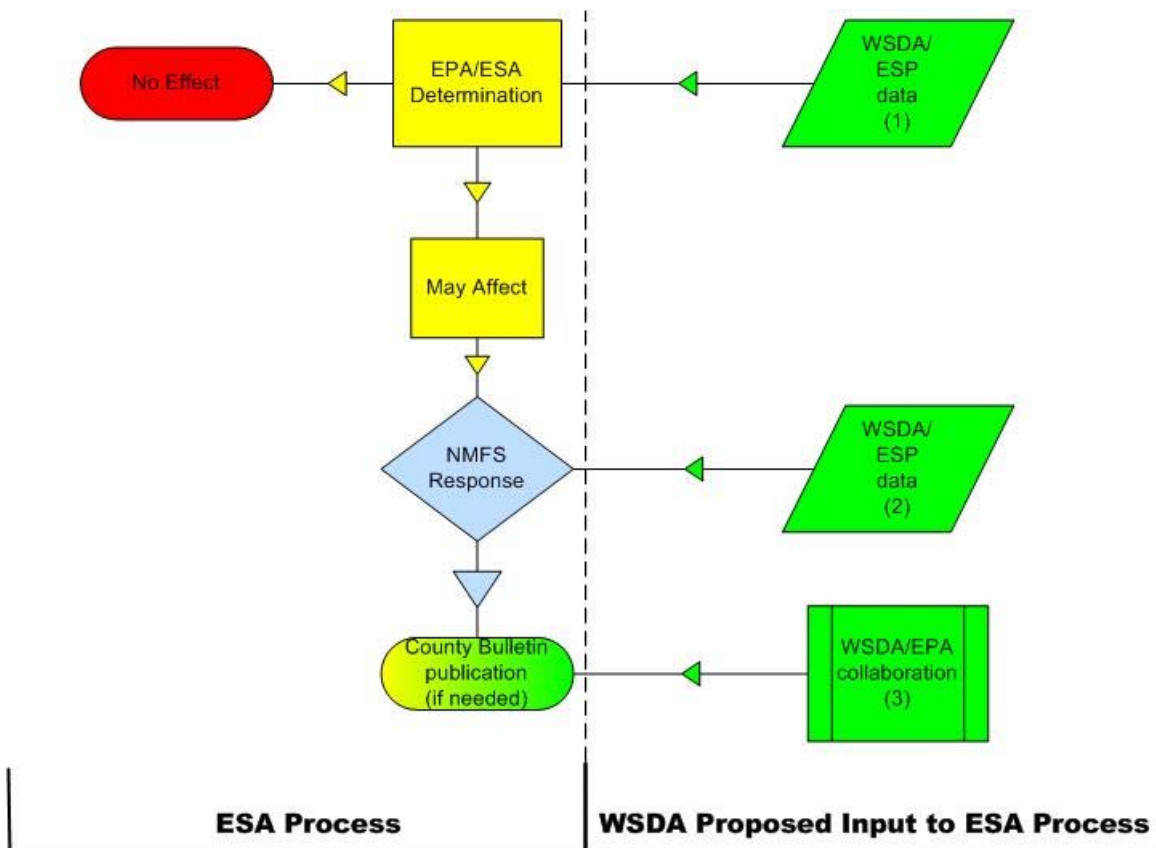 No Effect
EPA/ESA
Determination
WSDA/
ESP
data
(1)
May Affect
NMFS
Response
WSDA/
ESP
data
(2)
County Bulletin
publication
(if needed)
WSDA/EPA
collaboration
(3)
ESA Process
WSDA Proposed Input to ESA Process